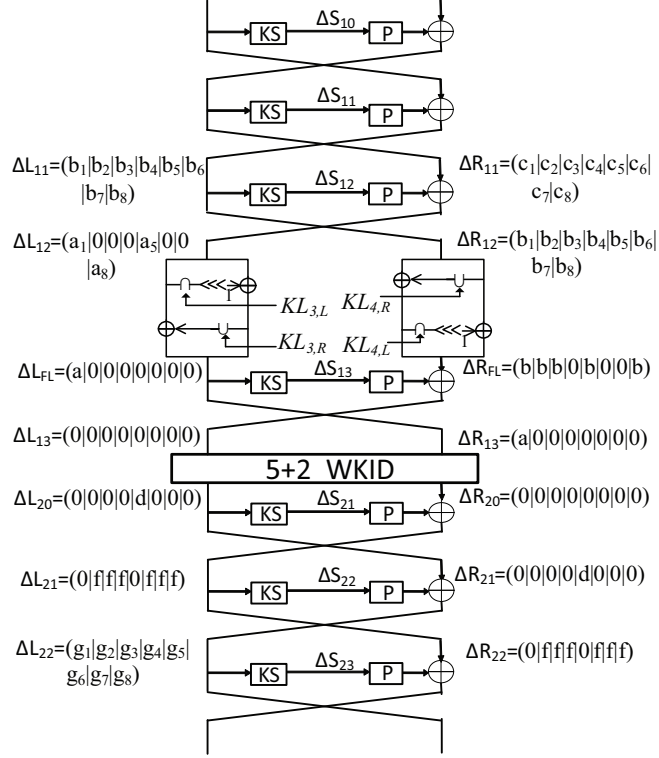 KS ΔS₁₀ P
KS ΔS₁₁ P
ΔL₁₁=(b₁|b₂|b₃|b₄|b₅|b₆
|b₇|b₈)
KS ΔS₁₂ P
ΔR₁₁=(c₁|c₂|c₃|c₄|c₅|c₆|
c₇|c₈)
ΔL₁₂=(a₁|0|0|0|a₅|0|0
|a₈)
ΔR₁₂=(b₁|b₂|b₃|b₄|b₅|b₆|
b₇|b₈)
∩ <<< 1
KL₃,L
∪
KL₃,R
∪
KL₄,R
∩ <<< 1
KL₄,L
ΔL_FL=(a|0|0|0|0|0|0|0)
KS ΔS₁₃ P
ΔR_FL=(b|b|b|0|b|0|0|b)
ΔL₁₃=(0|0|0|0|0|0|0|0)
ΔR₁₃=(a|0|0|0|0|0|0|0)
5+2 WKID
ΔL₂₀=(0|0|0|0|d|0|0|0)
KS ΔS₂₁ P
ΔR₂₀=(0|0|0|0|0|0|0|0)
ΔL₂₁=(0|f|f|f|0|f|f|f)
KS ΔS₂₂ P
ΔR₂₁=(0|0|0|0|d|0|0|0)
ΔL₂₂=(g₁|g₂|g₃|g₄|g₅|
g₆|g₇|g₈)
KS ΔS₂₃ P
ΔR₂₂=(0|f|f|f|0|f|f|f)